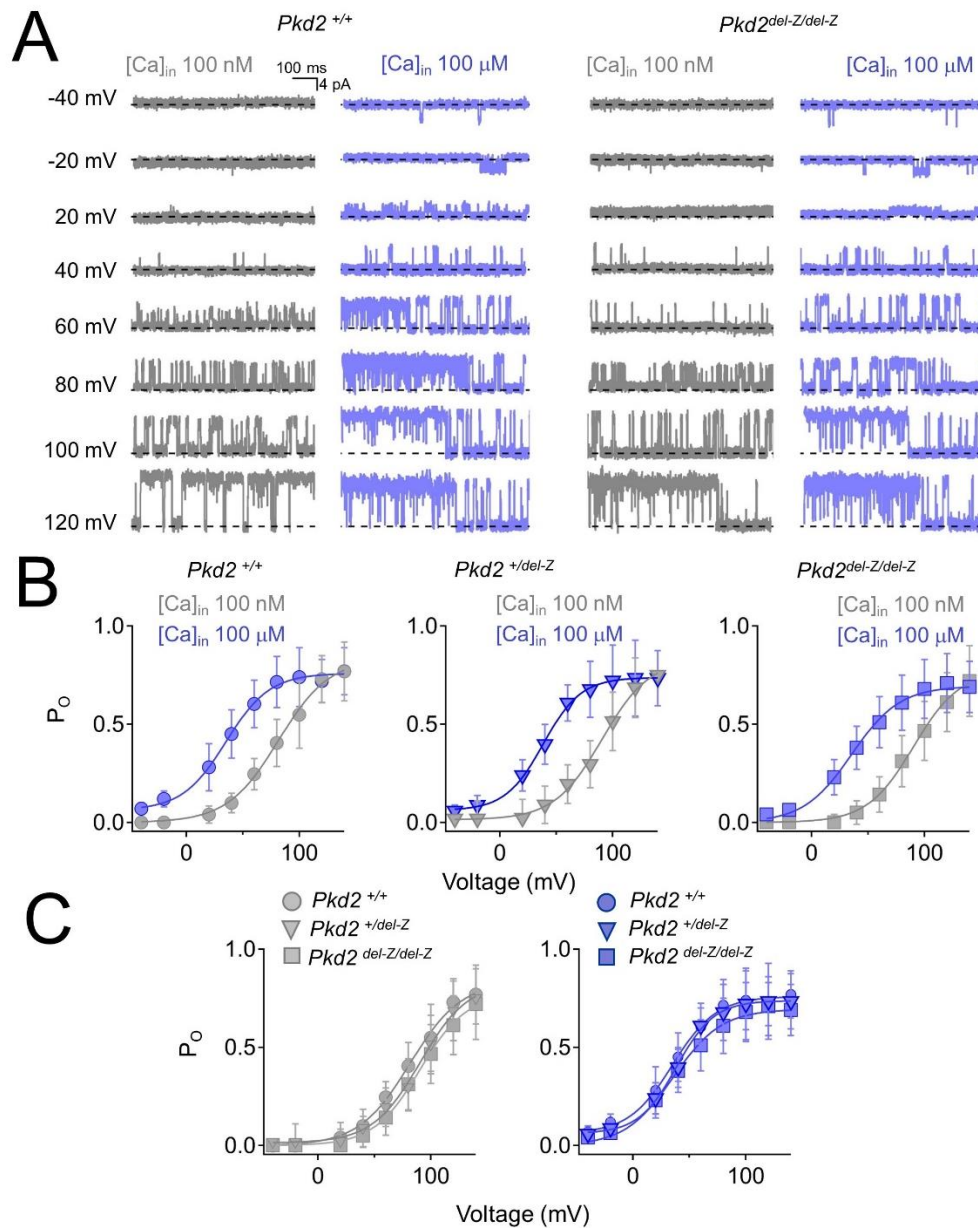 A
Pkd2 +/+
Pkd2del-Z/del-Z
[Ca]in 100 nM
100 ms
4 pA
[Ca]in 100 μM
[Ca]in 100 nM
[Ca]in 100 μM
-40 mV
-20 mV
20 mV
40 mV
60 mV
80 mV
100 mV
120 mV
B
Pkd2 +/+
[Ca]in 100 nM
[Ca]in 100 μM
Pkd2 +/del-Z
[Ca]in 100 nM
[Ca]in 100 μM
Pkd2del-Z/del-Z
[Ca]in 100 nM
[Ca]in 100 μM
PO
1.0
0.5
0.0
0
100
1.0
0.5
0.0
0
100
1.0
0.5
0.0
0
100
Voltage (mV)
C
Pkd2 +/+
Pkd2 +/del-Z
Pkd2 del-Z/del-Z
Pkd2 +/+
Pkd2 +/del-Z
Pkd2 del-Z/del-Z
PO
1.0
0.5
0.0
0
100
1.0
0.5
0.0
0
100
Voltage (mV)